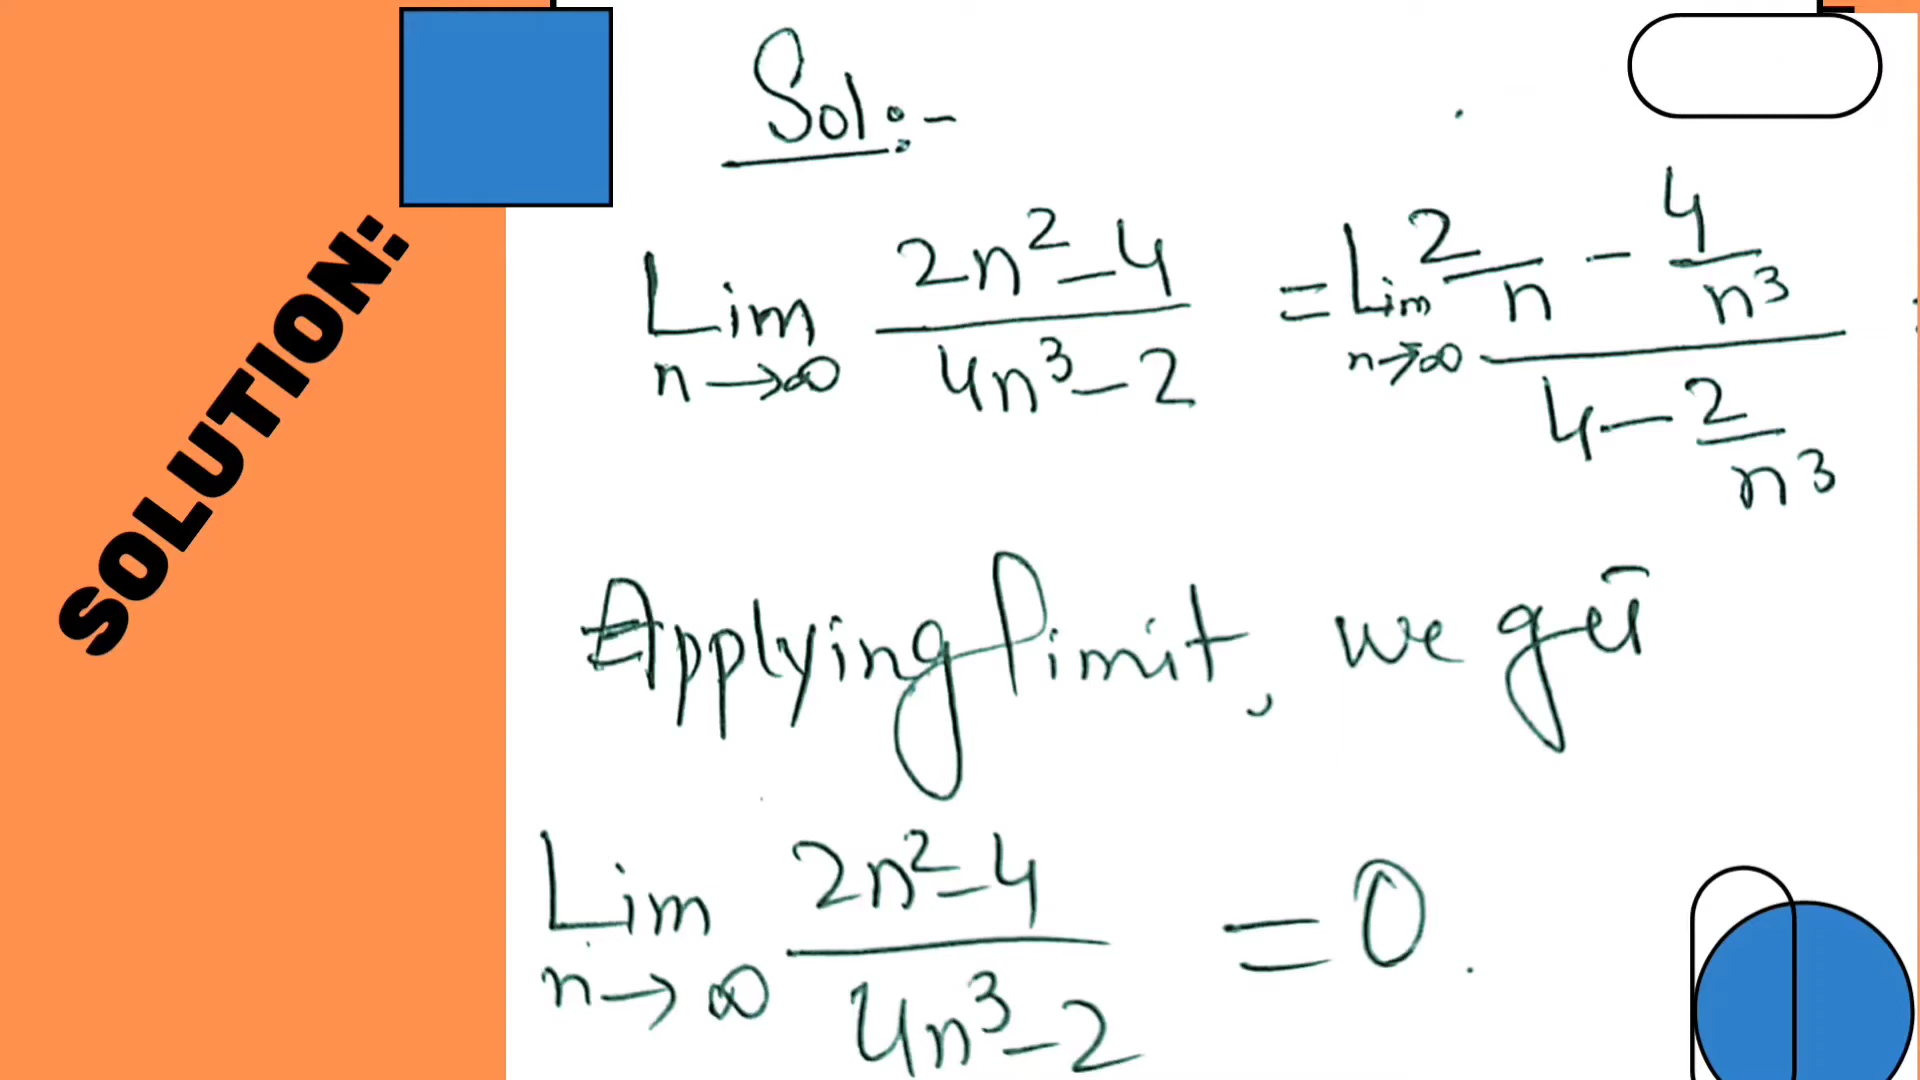 SOLUTION:
Sol:-
Lim n→∞ (2n² - 4)/(4n³ - 2) = Lim n→∞ (2/n - 4/n³)/(4 - 2/n³)
Applying limit, we get
Lim n→∞ (2n² - 4)/(4n³ - 2) = 0.